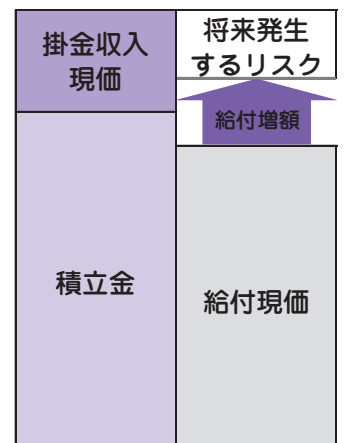 掛金収入
現価
将来発生
するリスク
給付増額
積立金
給付現価